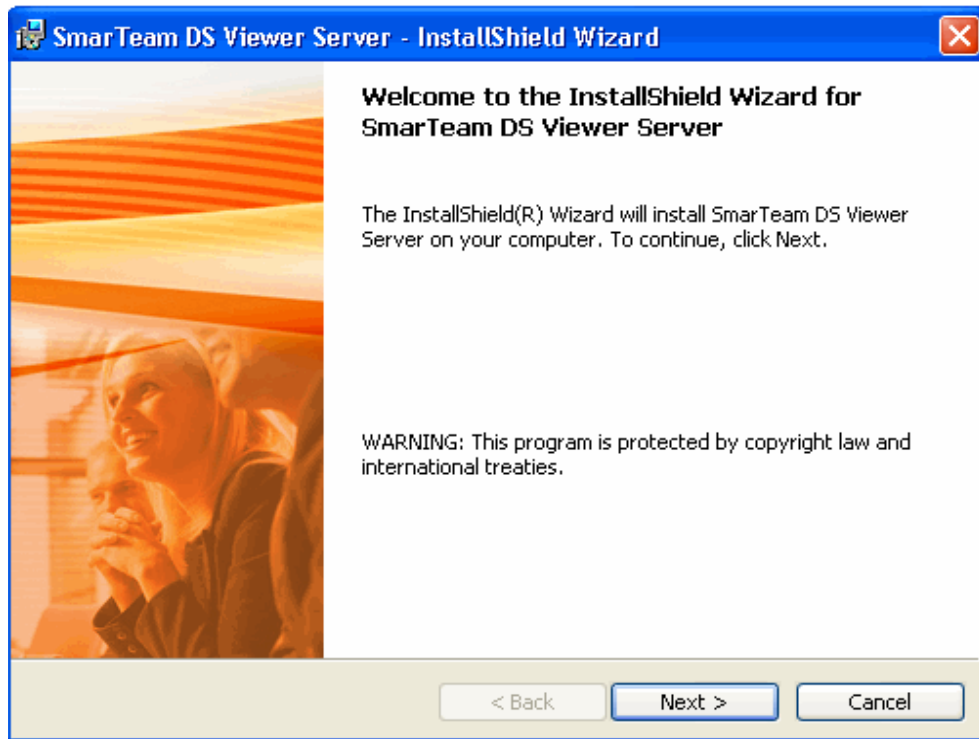 SmarTeam DS Viewer Server - InstallShield Wizard
Welcome to the InstallShield Wizard for
SmarTeam DS Viewer Server
The InstallShield(R) Wizard will install SmarTeam DS Viewer
Server on your computer. To continue, click Next.
WARNING: This program is protected by copyright law and
international treaties.
< Back Next > Cancel